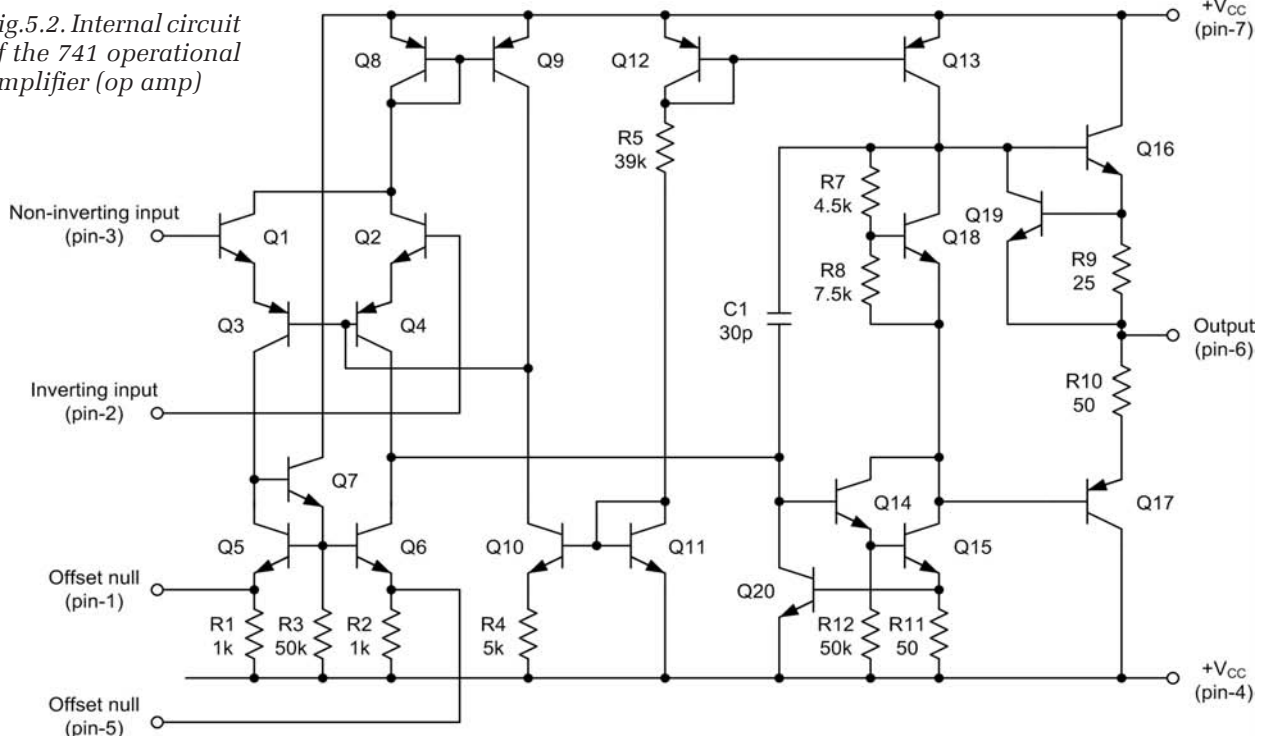 ig.5.2. Internal circuit
f the 741 operational
mplifier (op amp)
+VCC
(pin-7)
Q8
Q9
Q12
Q13
R5
39k
Q16
Non-inverting input
(pin-3)
Q1
Q2
R7
4.5k
Q18
Q19
R8
7.5k
R9
25
Q3
Q4
C1
30p
Output
(pin-6)
Inverting input
(pin-2)
R10
50
Q7
Q14
Q17
Q5
Q6
Q10
Q11
Q15
Offset null
(pin-1)
Q20
R1
1k
R3
50k
R2
1k
R4
5k
R12
50k
R11
50
+VCC
(pin-4)
Offset null
(pin-5)